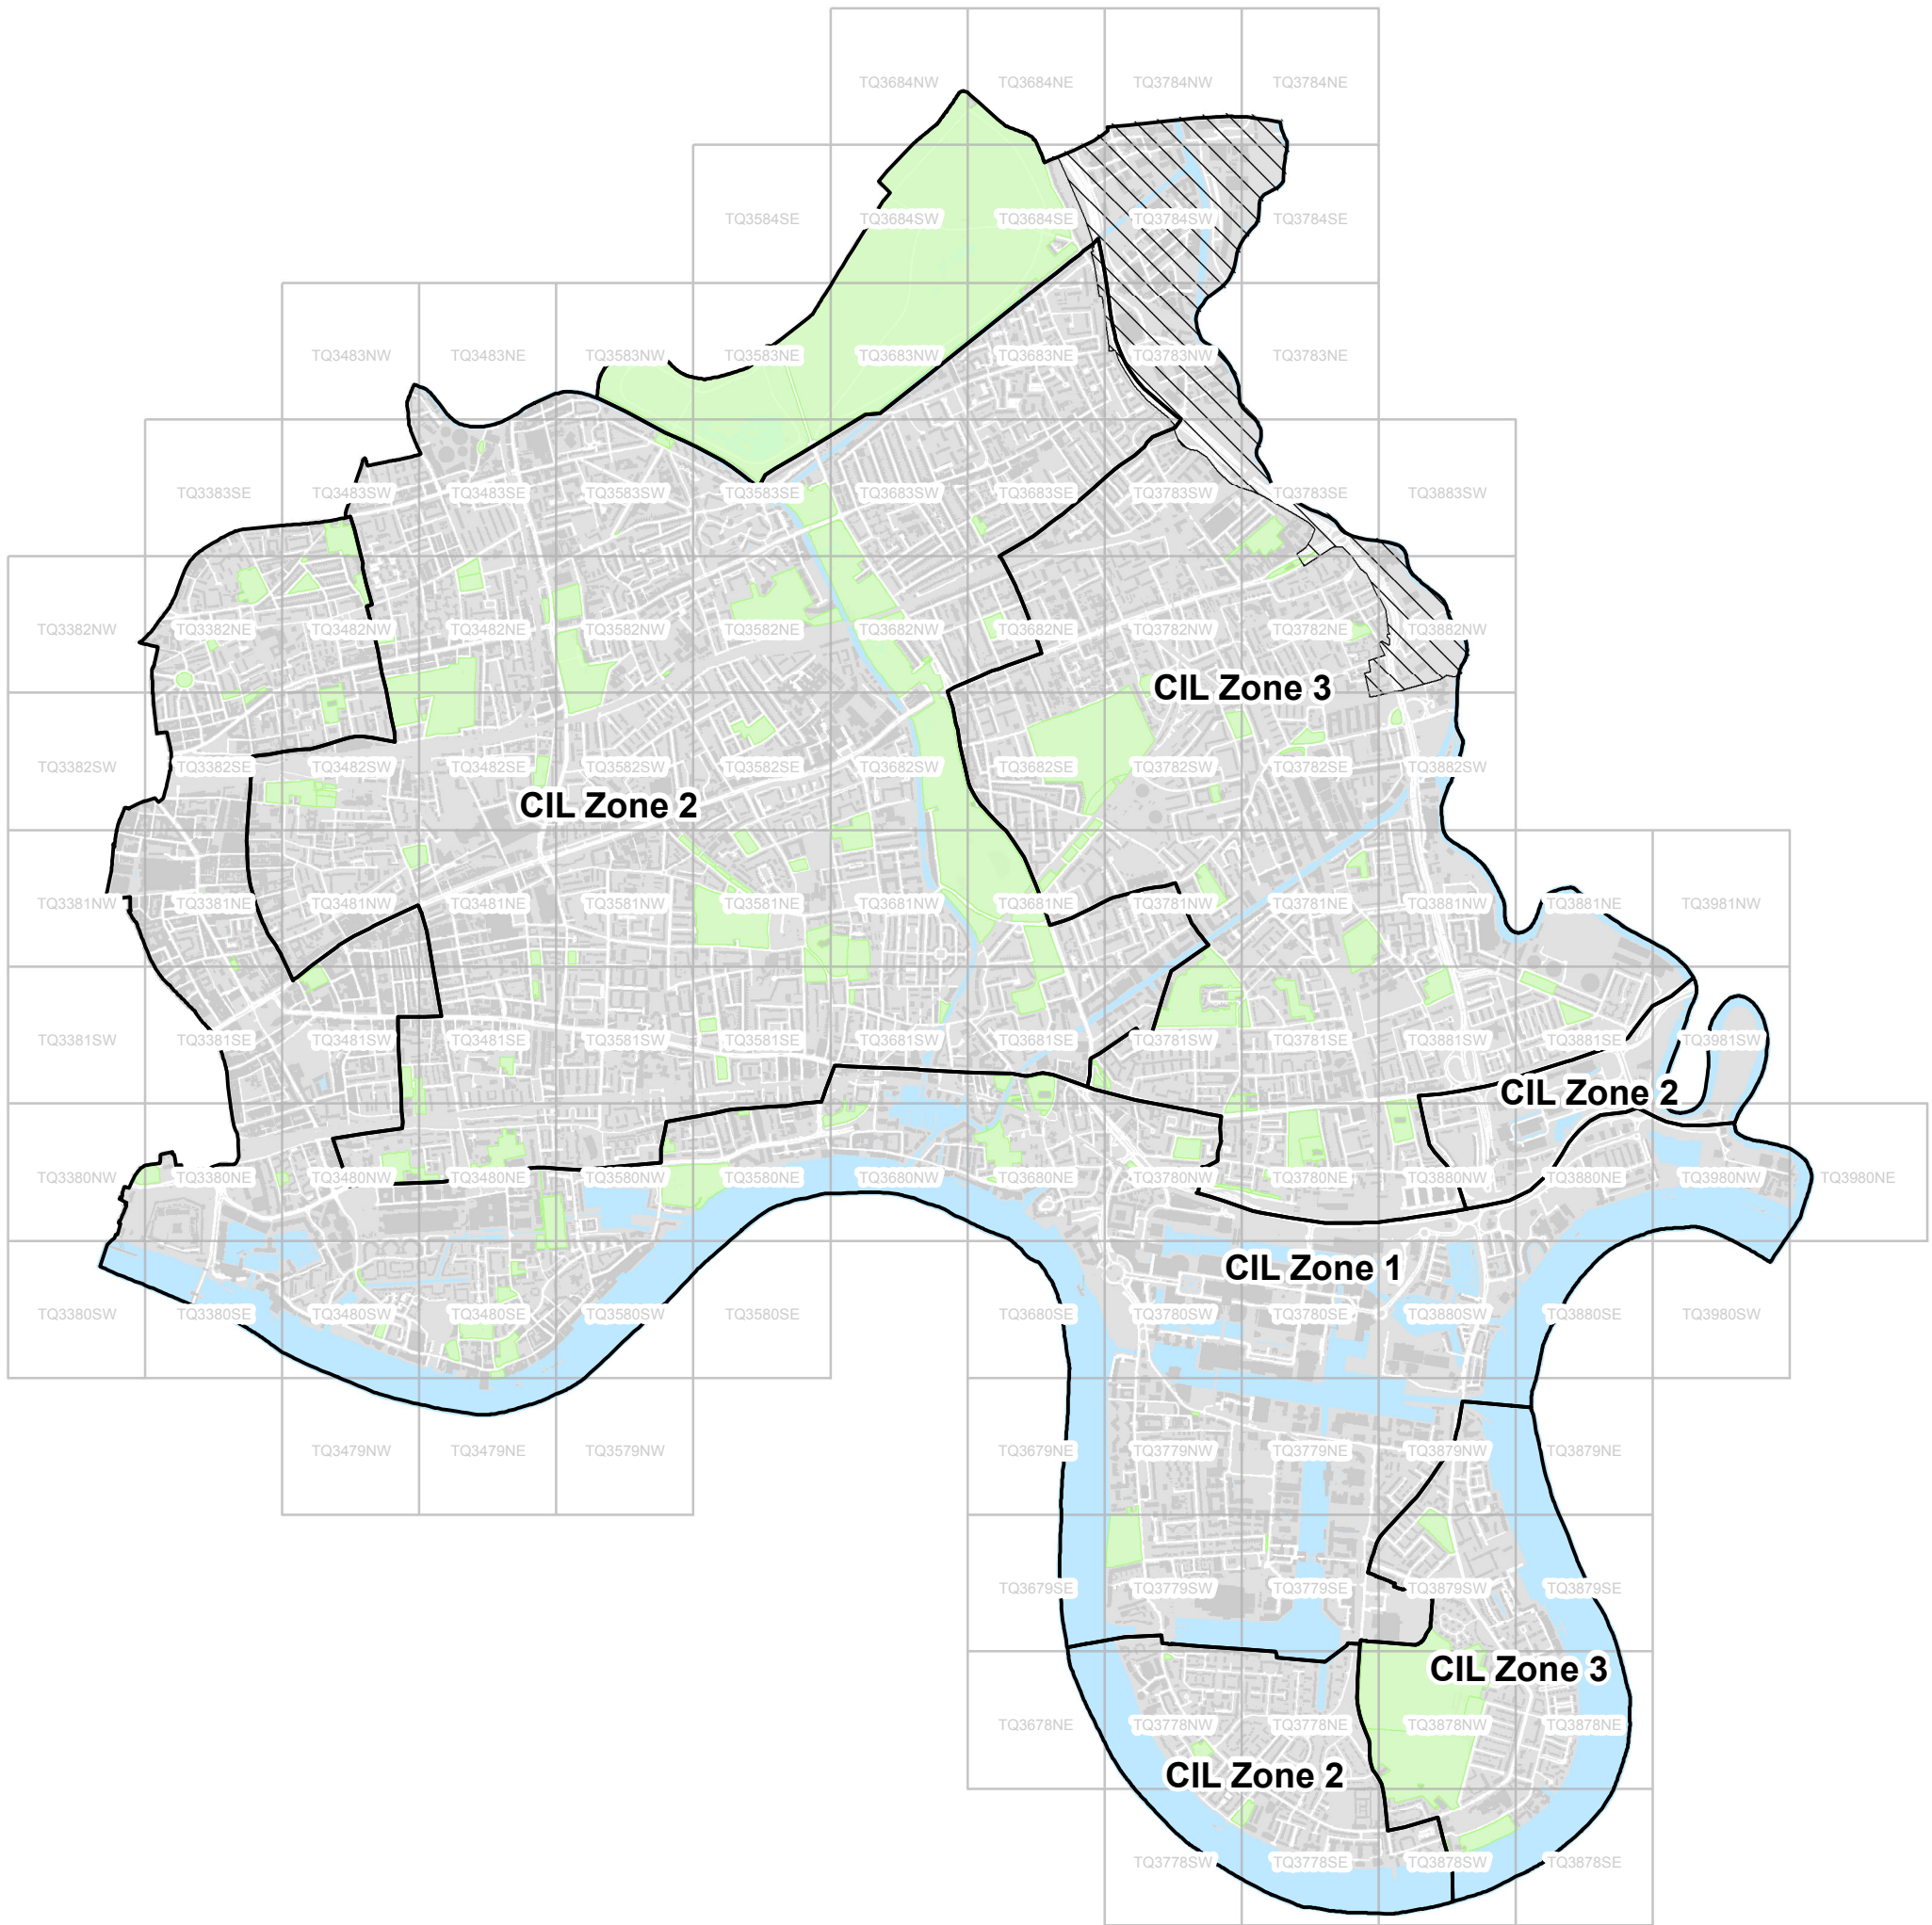 TQ3684NW TQ3684NE TQ3784NW TQ3784NE
TQ3584SE TQ3684SW TQ3684SE TQ3784SW TQ3784SE
TQ3483NW TQ3483NE TQ3583NW TQ3583NE TQ3683NW TQ3683NE TQ3783NW TQ3783NE
TQ3383SE TQ3483SW TQ3483SE TQ3583SW TQ3583SE TQ3683SW TQ3683SE TQ3783SW TQ3783SE TQ3883SW
TQ3382NW TQ3382NE TQ3482NW TQ3482NE TQ3582NW TQ3582NE TQ3682NW TQ3682NE TQ3782NW TQ3782NE TQ3882NW
CIL Zone 3
TQ3382SW TQ3382SE TQ3482SW TQ3482SE TQ3582SW TQ3582SE TQ3682SW TQ3682SE TQ3782SW TQ3782SE TQ3882SW
CIL Zone 2
TQ3381NW TQ3381NE TQ3481NW TQ3481NE TQ3581NW TQ3581NE TQ3681NW TQ3681NE TQ3781NW TQ3781NE TQ3881NW TQ3881NE TQ3981NW
TQ3381SW TQ3381SE TQ3481SW TQ3481SE TQ3581SW TQ3581SE TQ3681SW TQ3681SE TQ3781SW TQ3781SE TQ3881SW TQ3881SE TQ3981SW
CIL Zone 2
TQ3380NW TQ3380NE TQ3480NW TQ3480NE TQ3580NW TQ3580NE TQ3680NW TQ3680NE TQ3780NW TQ3780NE TQ3880NW TQ3880NE TQ3980NW TQ3980NE
CIL Zone 1
TQ3380SW TQ3380SE TQ3480SW TQ3480SE TQ3580SW TQ3580SE TQ3680SE TQ3780SW TQ3780SE TQ3880SW TQ3880SE TQ3980SW
TQ3479NW TQ3479NE TQ3579NW TQ3679NE TQ3779NW TQ3779NE TQ3879NW TQ3879NE
TQ3679SE TQ3779SW TQ3779SE TQ3879SW TQ3879SE
CIL Zone 3
TQ3678NE TQ3778NW TQ3778NE TQ3878NW TQ3878NE
CIL Zone 2
TQ3778SW TQ3778SE TQ3878SW TQ3878SE